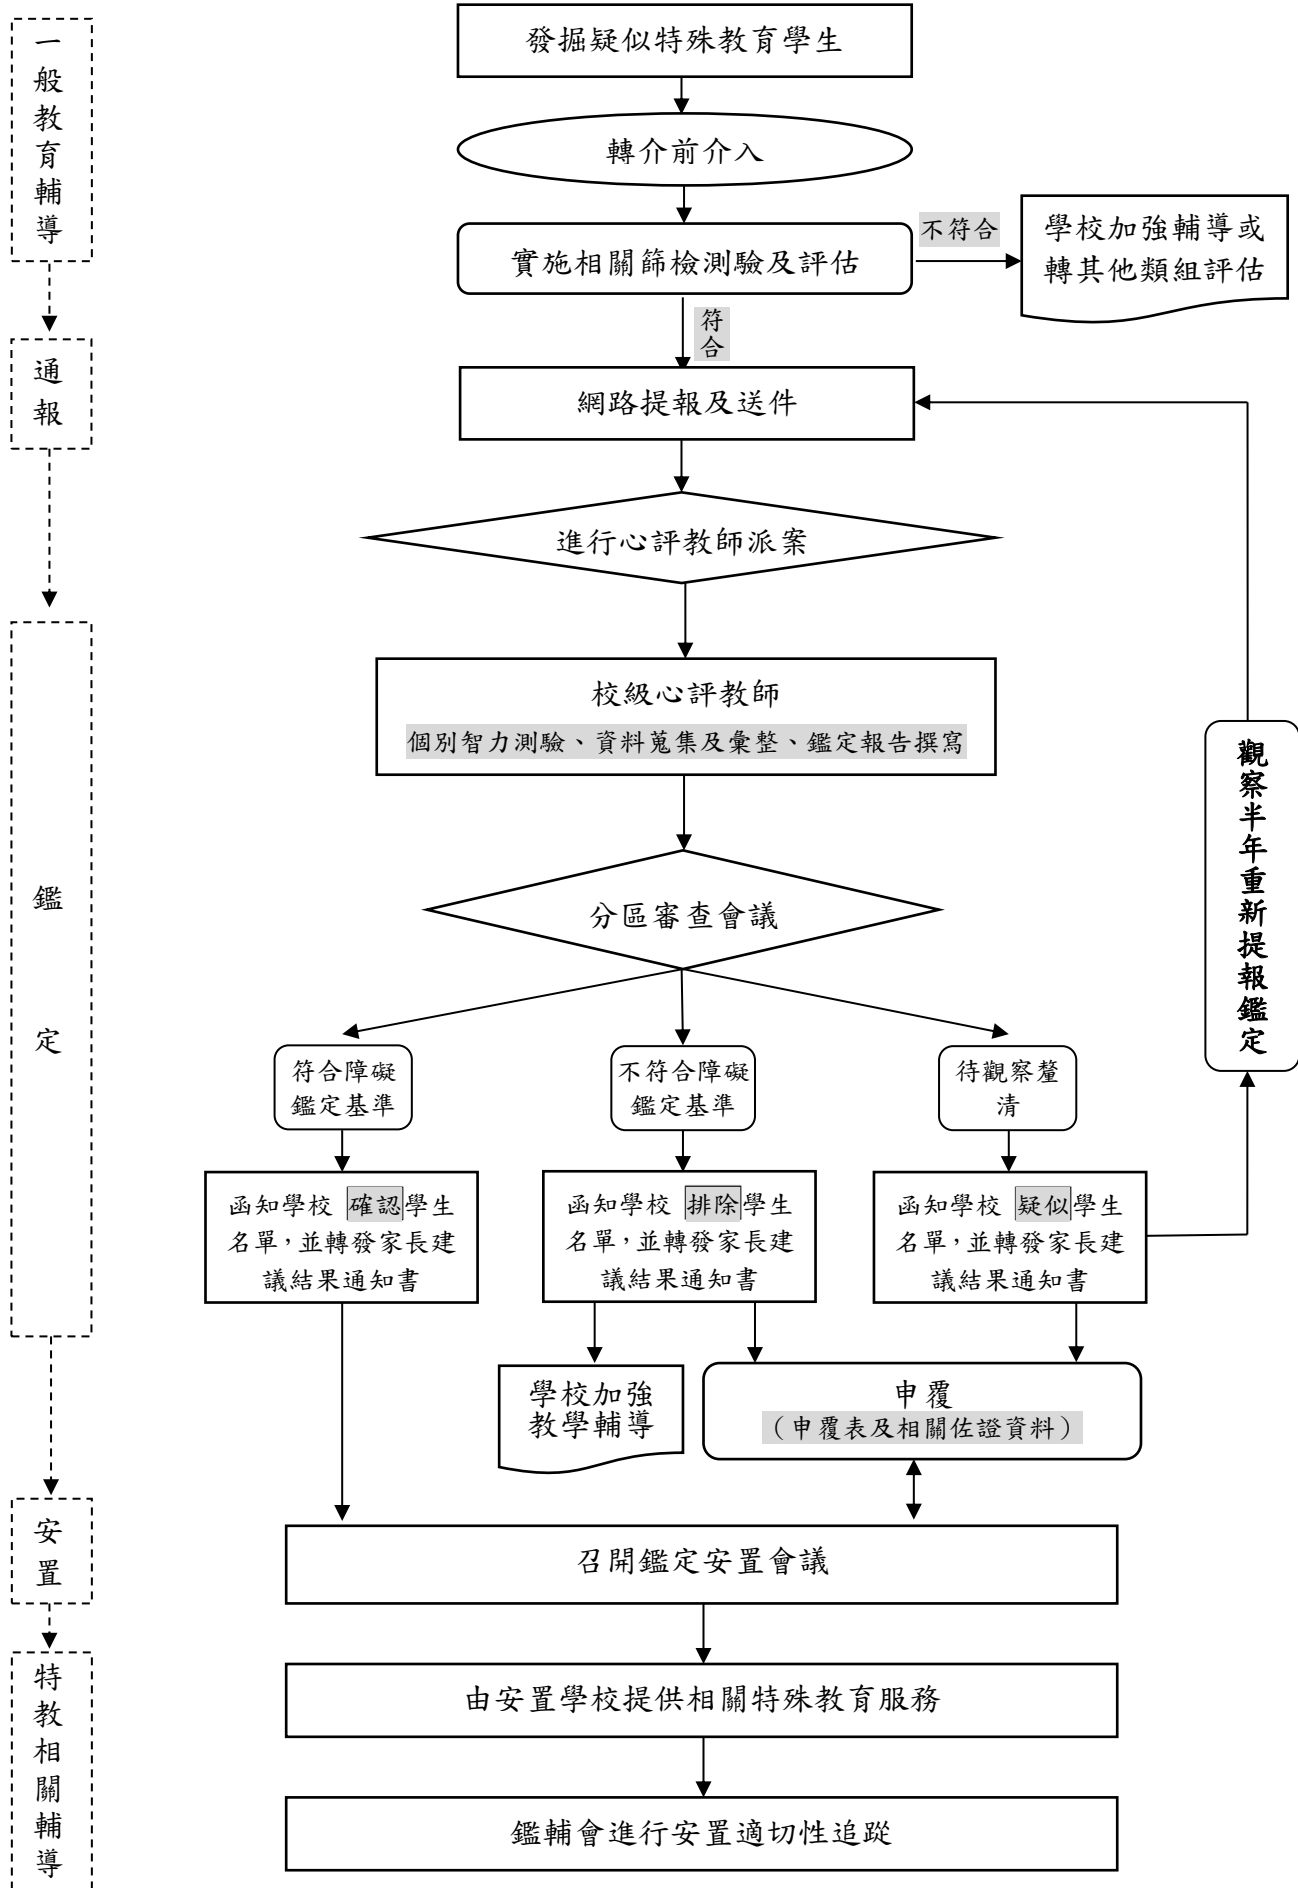 一般教育輔導
通報
鑑定
安置
特教相關輔導
發掘疑似特殊教育學生
轉介前介入
實施相關篩檢測驗及評估
不符合
學校加強輔導或
轉其他類組評估
符合
網路提報及送件
進行心評教師派案
校級心評教師
個別智力測驗、資料蒐集及彙整、鑑定報告撰寫
觀察半年重新提報鑑定
分區審查會議
符合障礙
鑑定基準
不符合障礙
鑑定基準
待觀察釐
清
函知學校 確認學生
名單，並轉發家長建
議結果通知書
函知學校 排除學生
名單，並轉發家長建
議結果通知書
函知學校 疑似學生
名單，並轉發家長建
議結果通知書
學校加強
教學輔導
申覆
（申覆表及相關佐證資料）
召開鑑定安置會議
由安置學校提供相關特殊教育服務
鑑輔會進行安置適切性追蹤